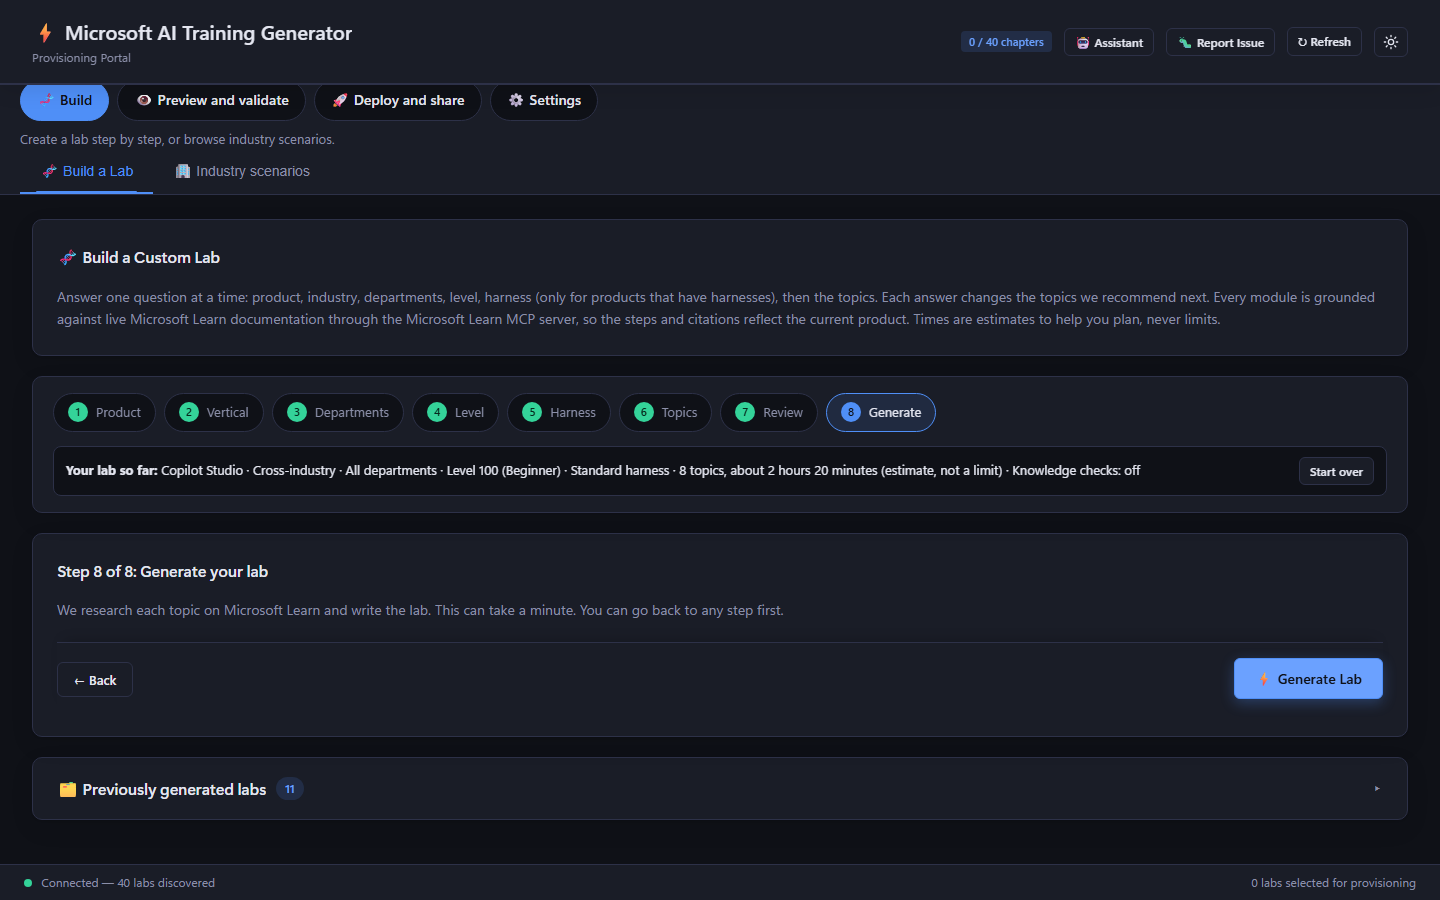 Microsoft AI Training Generator
Provisioning Portal
0 / 40 chapters
Assistant
Report Issue
↻ Refresh
Build
Preview and validate
Deploy and share
Settings
Create a lab step by step, or browse industry scenarios.
Build a Lab
Industry scenarios
Build a Custom Lab
Answer one question at a time: product, industry, departments, level, harness (only for products that have harnesses), then the topics. Each answer changes the topics we recommend next. Every module is grounded
against live Microsoft Learn documentation through the Microsoft Learn MCP server, so the steps and citations reflect the current product. Times are estimates to help you plan, never limits.
1 Product
2 Vertical
3 Departments
4 Level
5 Harness
6 Topics
7 Review
8 Generate
Your lab so far: Copilot Studio · Cross-industry · All departments · Level 100 (Beginner) · Standard harness · 8 topics, about 2 hours 20 minutes (estimate, not a limit) · Knowledge checks: off
Start over
Step 8 of 8: Generate your lab
We research each topic on Microsoft Learn and write the lab. This can take a minute. You can go back to any step first.
← Back
Generate Lab
Previously generated labs 11
Connected — 40 labs discovered
0 labs selected for provisioning